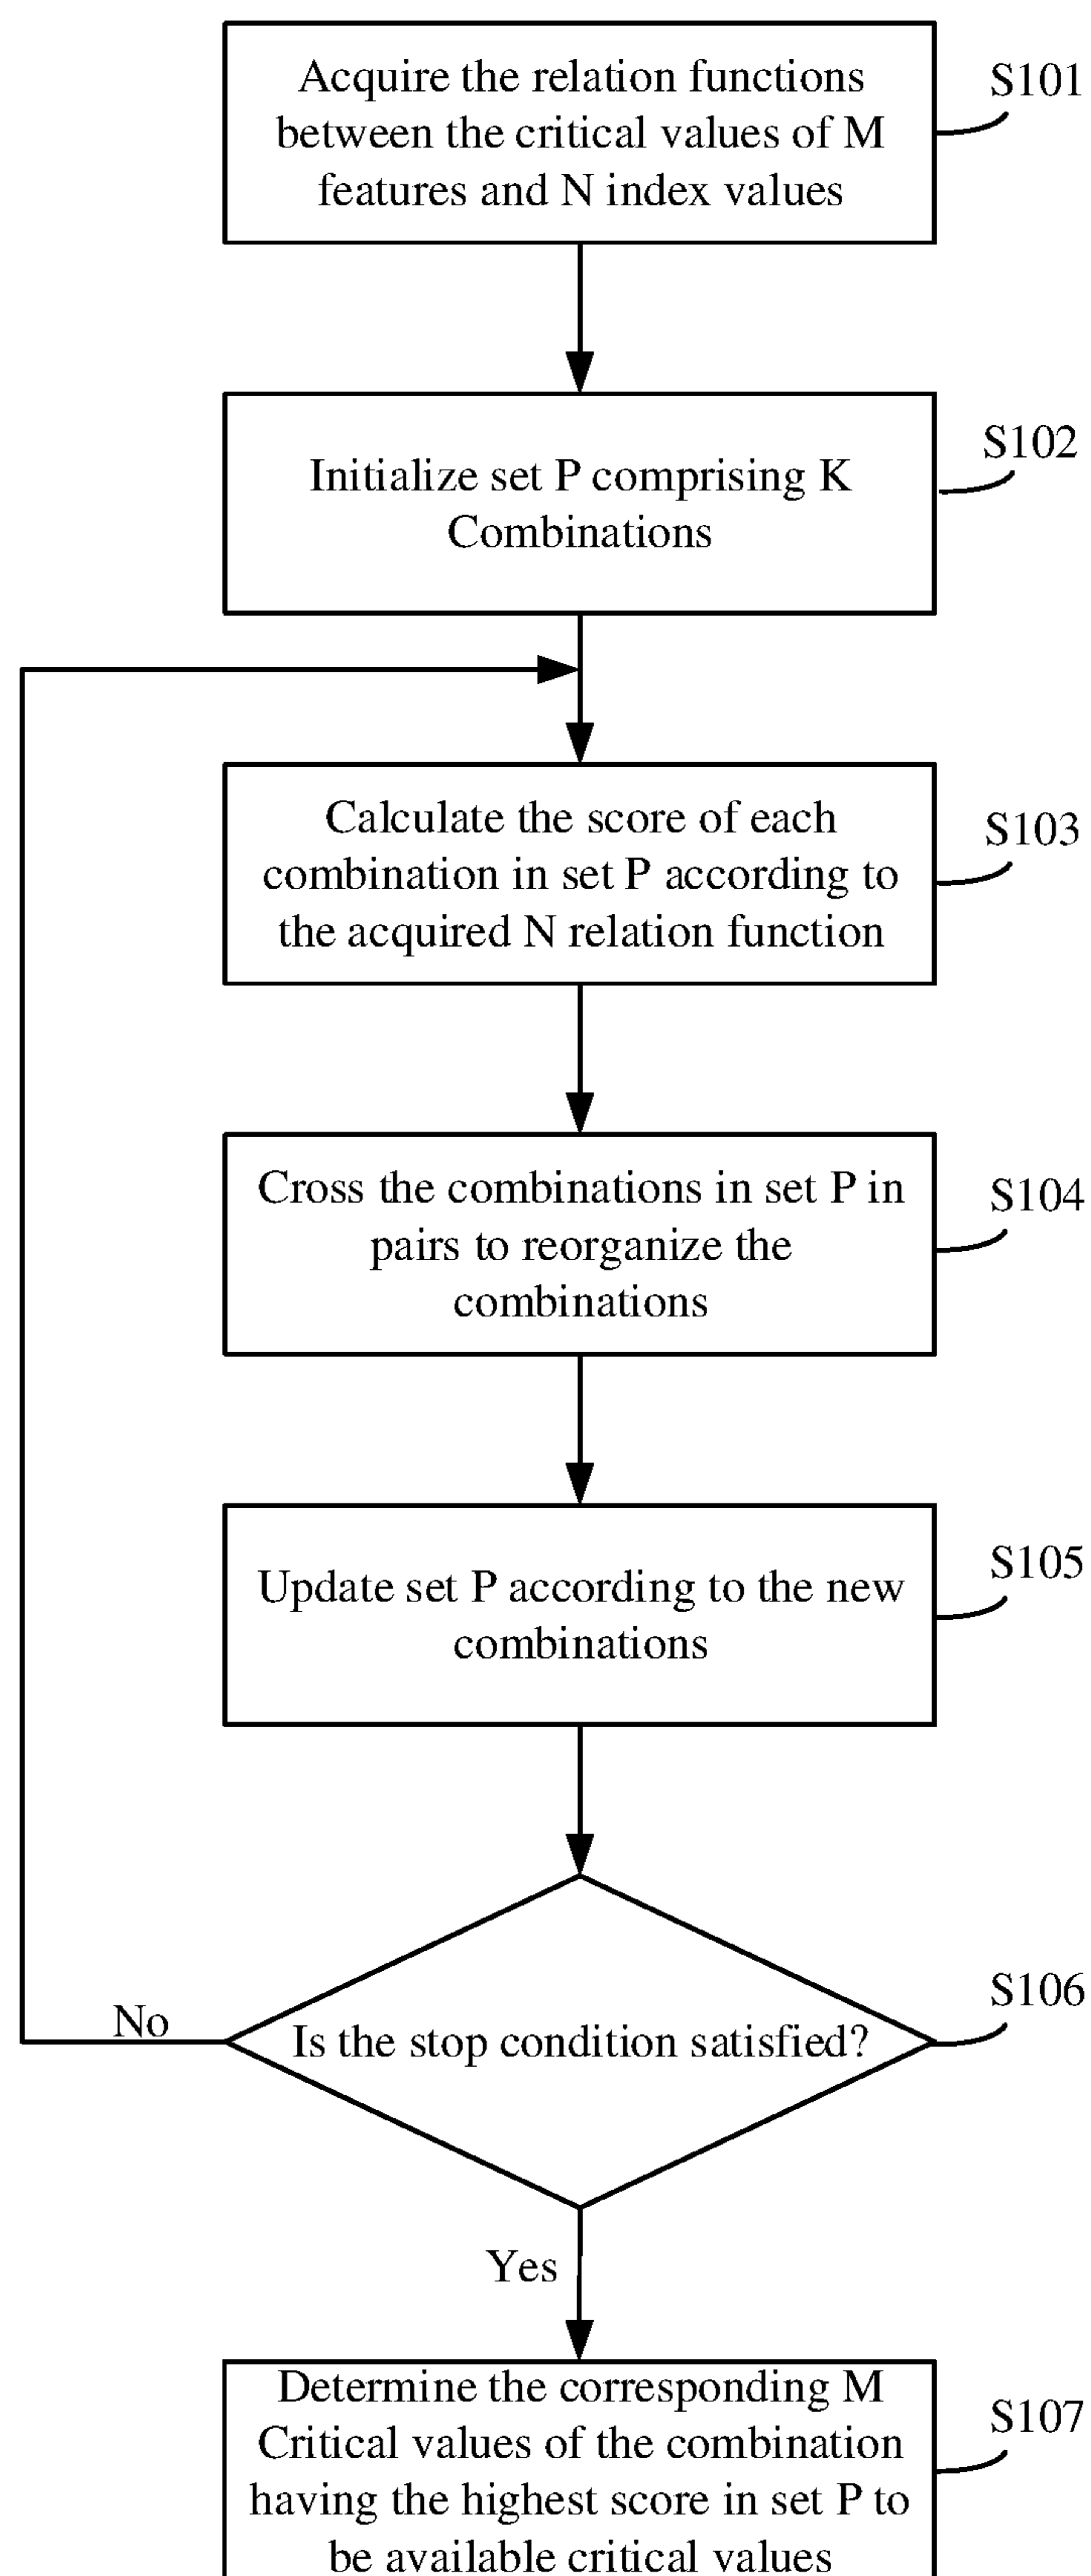 Acquire the relation functions
between the critical values of M
features and N index values
S101
Initialize set P comprising K
Combinations
S102
Calculate the score of each
combination in set P according to
the acquired N relation function
S103
Cross the combinations in set P in
pairs to reorganize the
combinations
S104
Update set P according to the new
combinations
S105
Is the stop condition satisfied?
S106
No
Yes
Determine the corresponding M
Critical values of the combination
having the highest score in set P to
be available critical values
S107